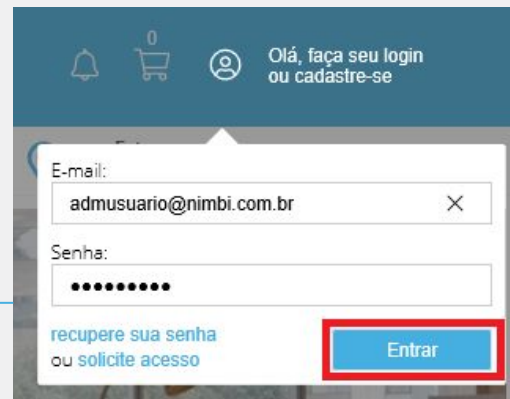 0
Olá, faça seu login
ou cadastre-se
E-mail:
admusuario@nimbi.com.br
Senha:
•••••••••
recupere sua senha
ou solicite acesso
Entrar